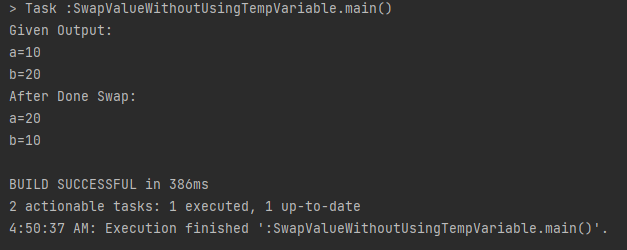 > Task :SwapValueWithoutUsingTempVariable.main()
Given Output:
a=10
b=20
After Done Swap:
a=20
b=10
BUILD SUCCESSFUL in 386ms
2 actionable tasks: 1 executed, 1 up-to-date
4:50:37 AM: Execution finished ':SwapValueWithoutUsingTempVariable.main()'.